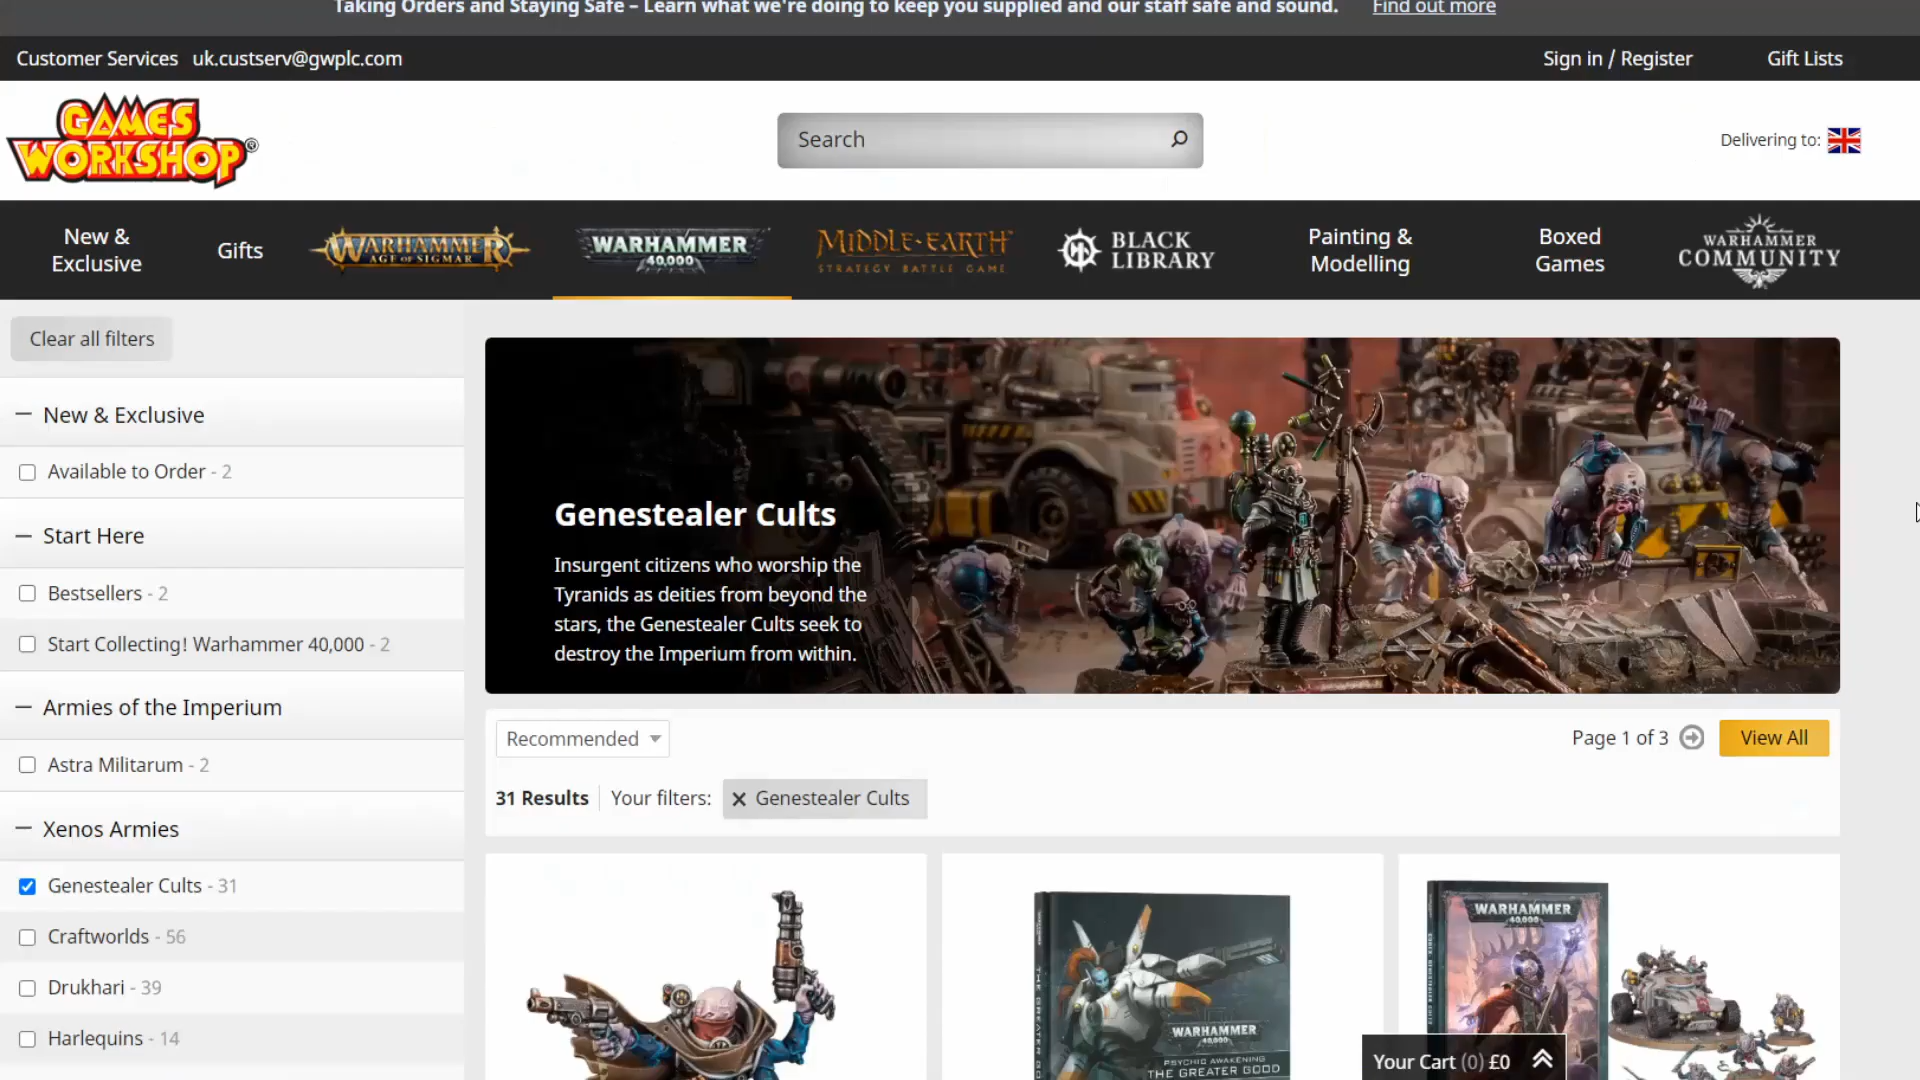 Taking Orders and Staying Safe – Learn what we're doing to keep you supplied and our staff safe and sound. Find out more
Customer Services uk.custserv@gwplc.com Sign in / Register Gift Lists
GAMES
WORKSHOP®
Search
Delivering to:
New &
Exclusive
Gifts
WARHAMMER
AGE OF SIGMAR
WARHAMMER
40,000
MIDDLE-EARTH
STRATEGY BATTLE GAME
BLACK
LIBRARY
Painting &
Modelling
Boxed
Games
WARHAMMER
COMMUNITY
Clear all filters
New & Exclusive
Available to Order - 2
Start Here
Bestsellers - 2
Start Collecting! Warhammer 40,000 - 2
Armies of the Imperium
Astra Militarum - 2
Xenos Armies
Genestealer Cults - 31
Craftworlds - 56
Drukhari - 39
Harlequins - 14
Genestealer Cults
Insurgent citizens who worship the
Tyranids as deities from beyond the
stars, the Genestealer Cults seek to
destroy the Imperium from within.
Recommended
Page 1 of 3
View All
31 Results Your filters: Genestealer Cults
WARHAMMER
40,000
PSYCHIC AWAKENING
THE GREATER GOOD
WARHAMMER
40,000
Your Cart (0) £0